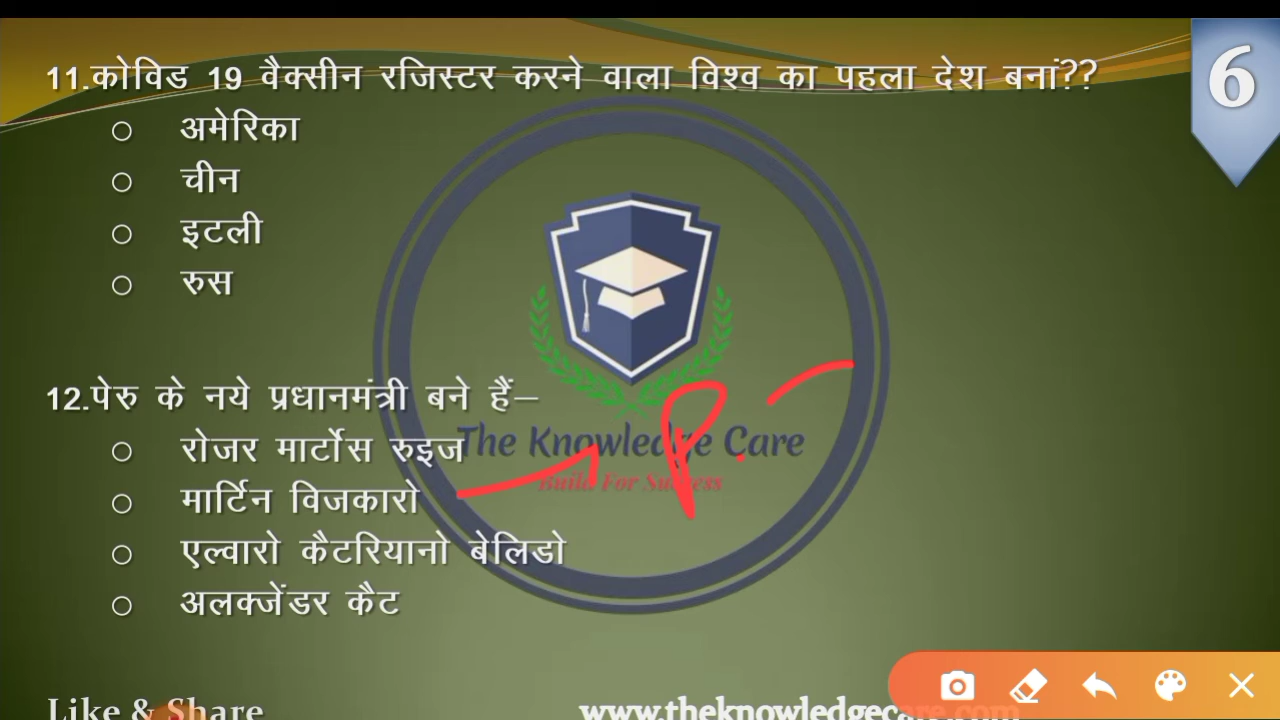 6
11.कोविड 19 वैक्सीन रजिस्टर करने वाला विश्व का पहला देश बनां??
○ अमेरिका
○ चीन
○ इटली
○ रुस
12.पेरु के नये प्रधानमंत्री बने हैं–
○ रोजर मार्टोस रुइज
The Knowledge Care
Build For Success
○ मार्टिन विजकारो
P.
○ एल्वारो कैटरियानो बेलिडो
○ अलक्जेंडर कैट
Like & Share
www.theknowledgecare.com